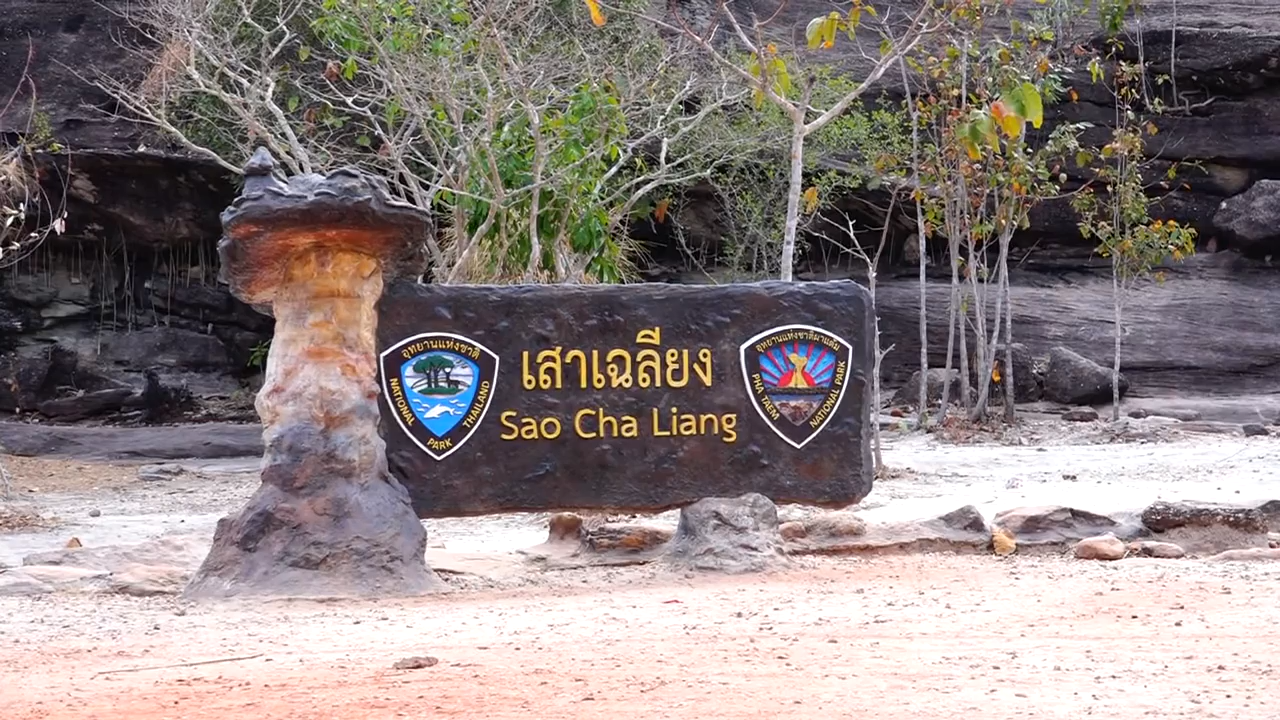 อุทยานแห่งชาติ
NATIONAL PARK THAILAND
เสาเฉลียง
Sao Cha Liang
อุทยานแห่งชาติผาแต้ม
PHA TAEM NATIONAL PARK